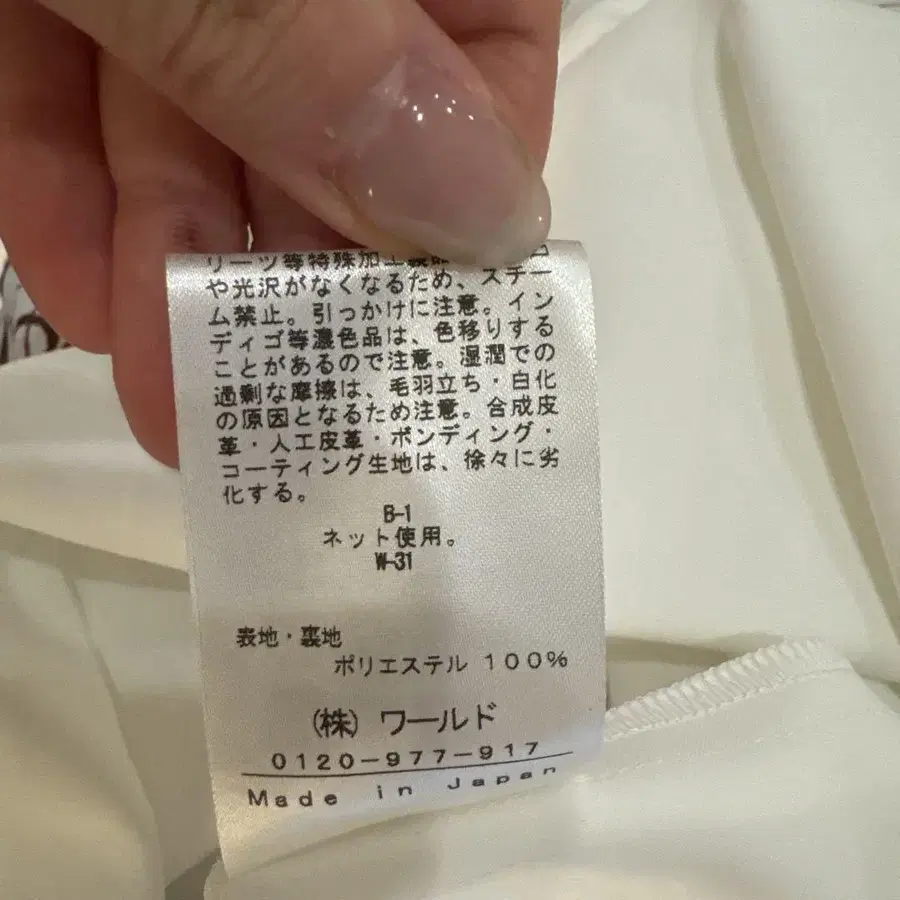 リーツ等特殊加工製品
や光沢がなくなるため、スチー
ム禁止。引っかけに注意。イン
ディゴ等濃色品は、色移りする
ことがあるので注意。湿潤での
過剰な摩擦は、毛羽立ち・白化
の原因となるため注意。合成皮
革・人工皮革・ボンディング・
コーティング生地は、徐々に劣
化する。
B-1
ネット使用。
W-31
表地・裏地
ポリエステル 100%
(株) ワールド
0120-977-917
Made in Japan